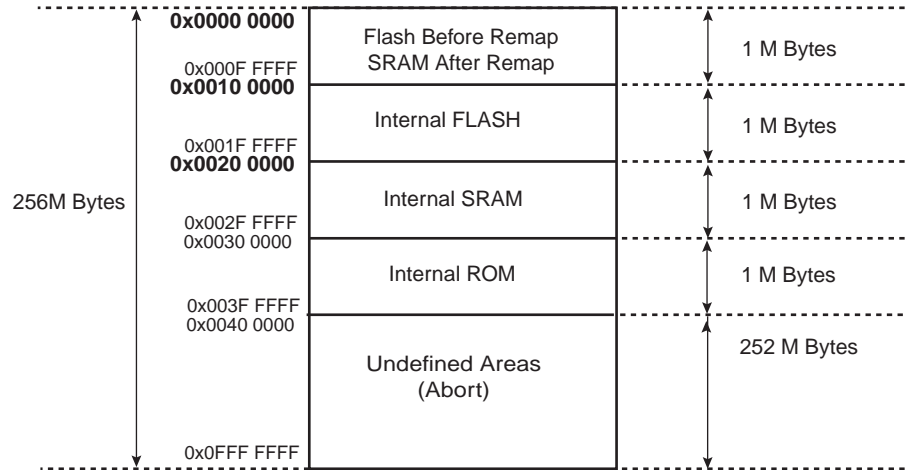 0x0000 0000
Flash Before Remap
SRAM After Remap
1 M Bytes
0x000F FFFF
0x0010 0000
Internal FLASH
1 M Bytes
0x001F FFFF
0x0020 0000
256M Bytes
Internal SRAM
1 M Bytes
0x002F FFFF
0x0030 0000
Internal ROM
1 M Bytes
0x003F FFFF
0x0040 0000
252 M Bytes
Undefined Areas
(Abort)
0x0FFF FFFF